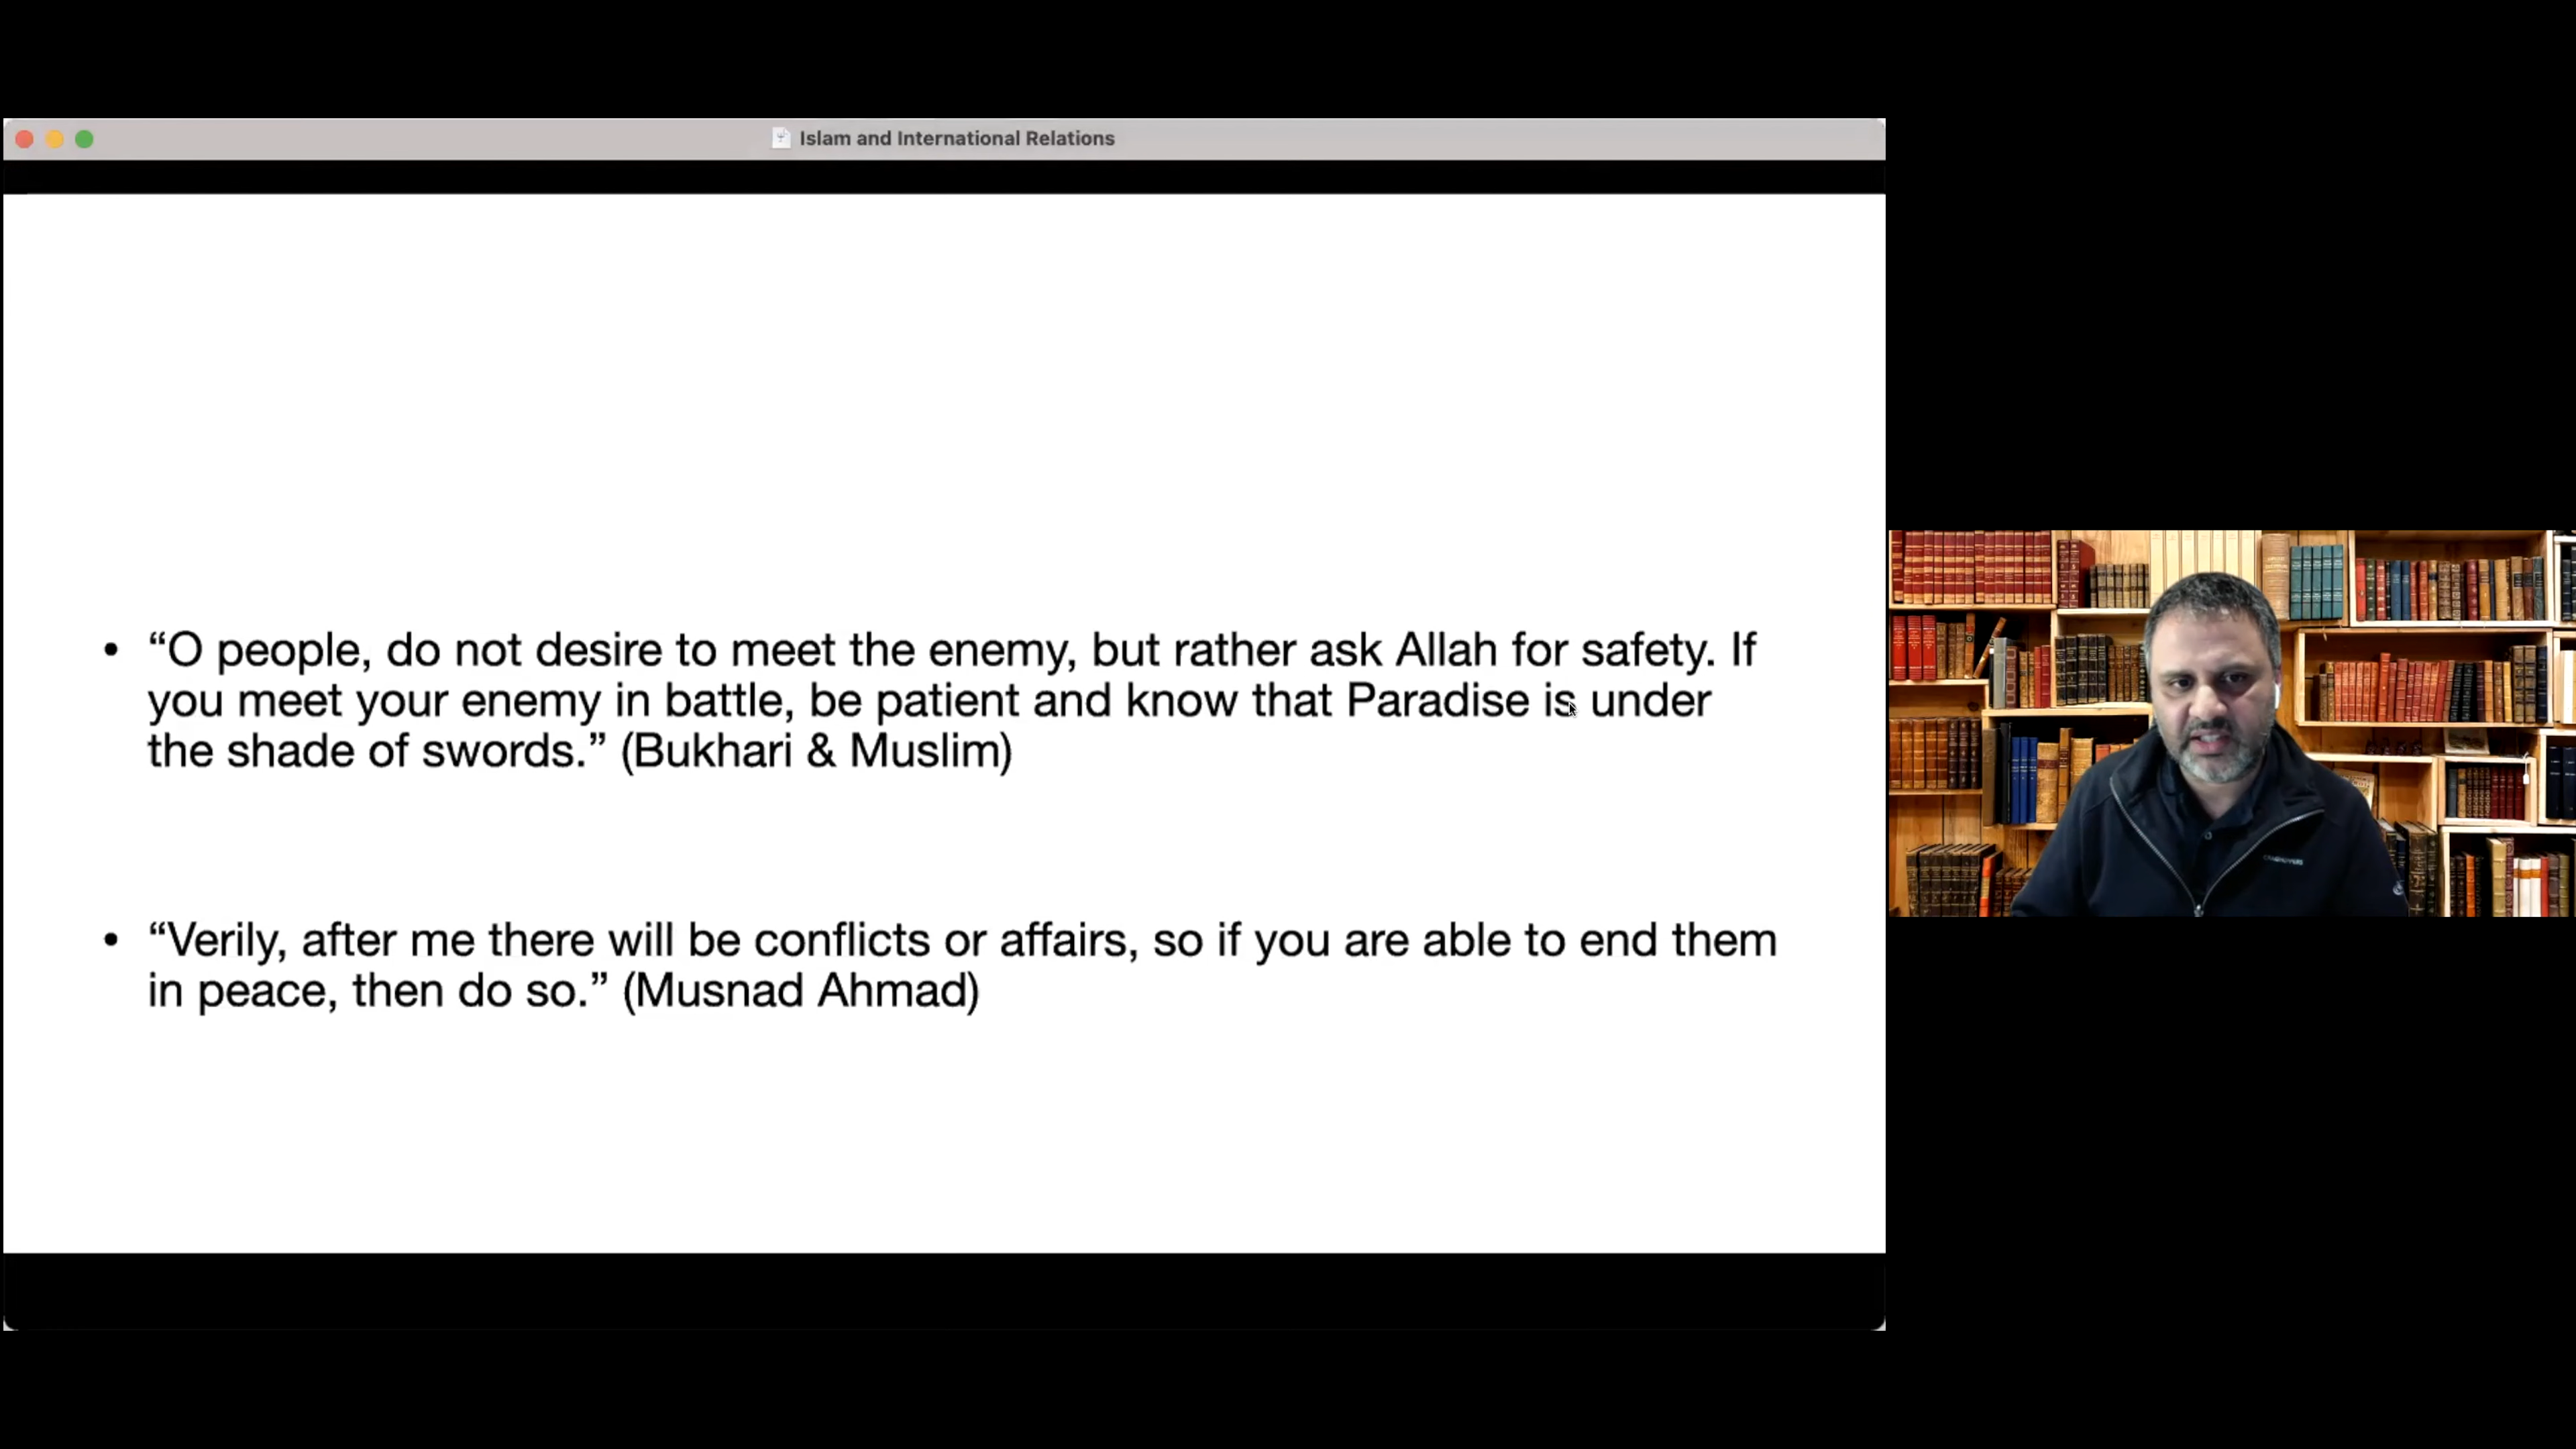 Islam and International Relations
• “O people, do not desire to meet the enemy, but rather ask Allah for safety. If
you meet your enemy in battle, be patient and know that Paradise is under
the shade of swords.” (Bukhari & Muslim)
• “Verily, after me there will be conflicts or affairs, so if you are able to end them
in peace, then do so.” (Musnad Ahmad)